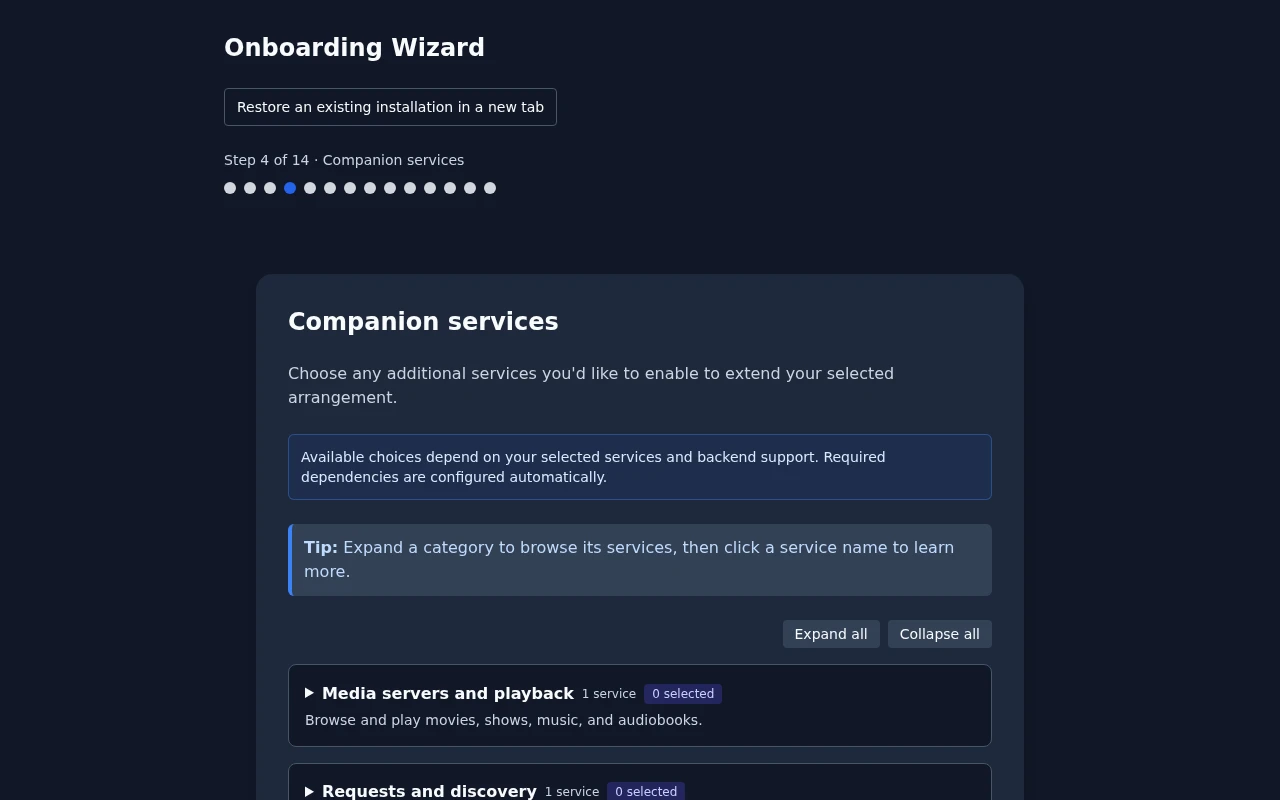 Onboarding Wizard
Restore an existing installation in a new tab
Step 4 of 14 · Companion services
Companion services
Choose any additional services you'd like to enable to extend your selected
arrangement.
Available choices depend on your selected services and backend support. Required
dependencies are configured automatically.
Tip: Expand a category to browse its services, then click a service name to learn
more.
Expand all Collapse all
Media servers and playback 1 service 0 selected
Browse and play movies, shows, music, and audiobooks.
Requests and discovery 1 service 0 selected